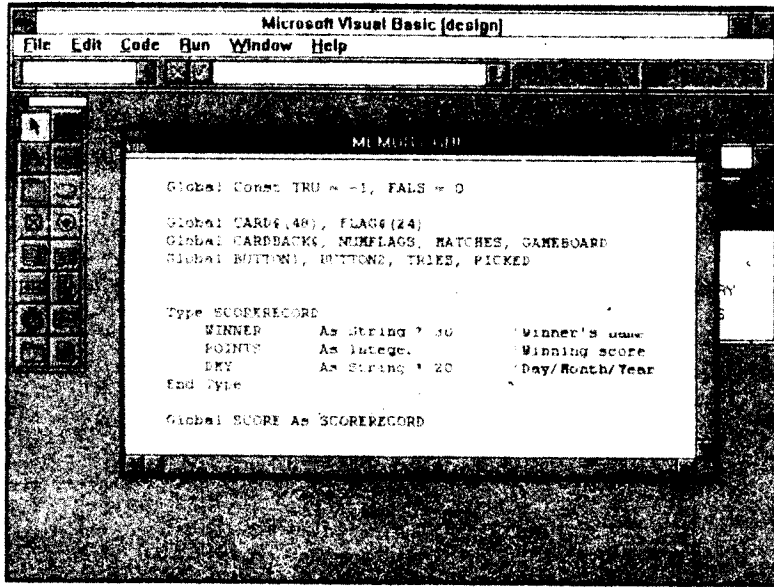 Microsoft Visual Basic [design]
File Edit Code Run Window Help
Global Const TRU = -1, FALS = 0
Global CARD$(48), FLAG$(24)
Global CARDBACK$, NUMFLAGS, MATCHES, GAMEBOARD
Global BUTTON1, BUTTON2, TRIES, PICKED
Type SCORERECORD
WINNER As String * 30 'Winner's name
POINTS As Integer 'Winning score
DMY As String * 20 'Day/Month/Year
End Type
Global SCORE As SCORERECORD